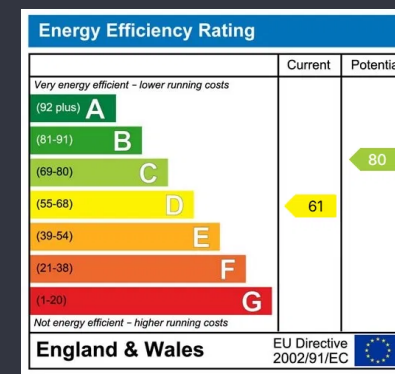 Energy Efficiency Rating
Current Potentia
Very energy efficient – lower running costs
(92 plus) A
(81-91) B
(69-80) C
80
(55-68) D
61
(39-54) E
(21-38) F
(1-20) G
Not energy efficient – higher running costs
England & Wales
EU Directive
2002/91/EC